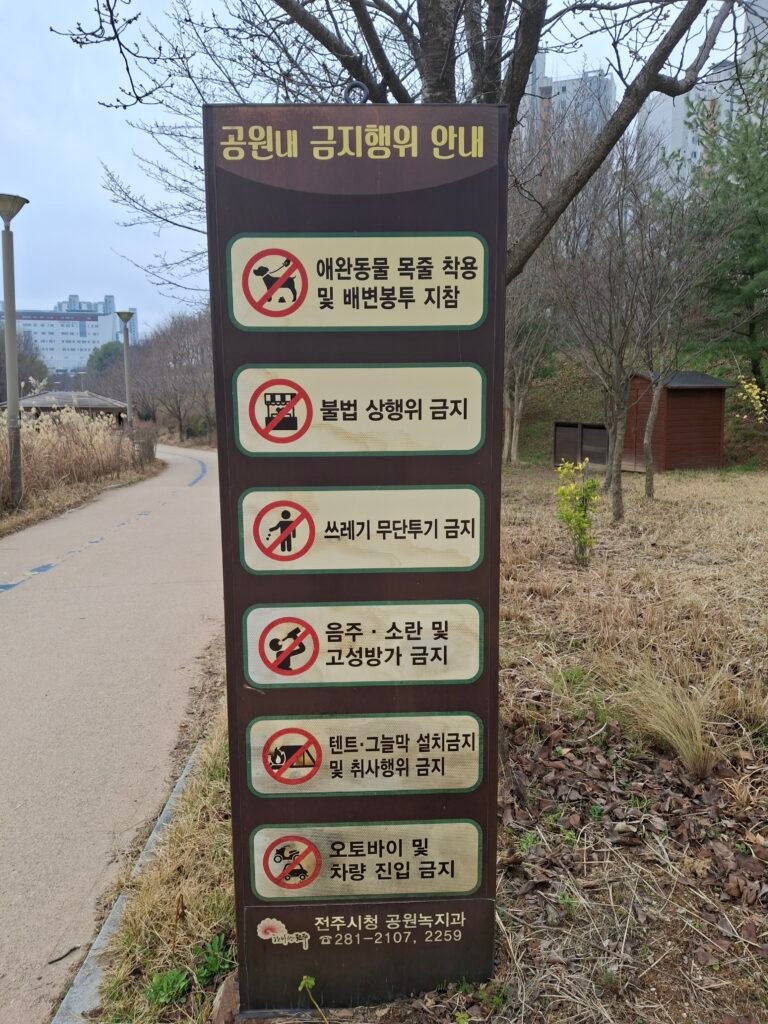 공원내 금지행위 안내
애완동물 목줄 착용
및 배변봉투 지참
불법 상행위 금지
쓰레기 무단투기 금지
음주 · 소란 및
고성방가 금지
텐트·그늘막 설치금지
및 취사행위 금지
오토바이 및
차량 진입 금지
전주시청 공원녹지과
☎281-2107, 2259